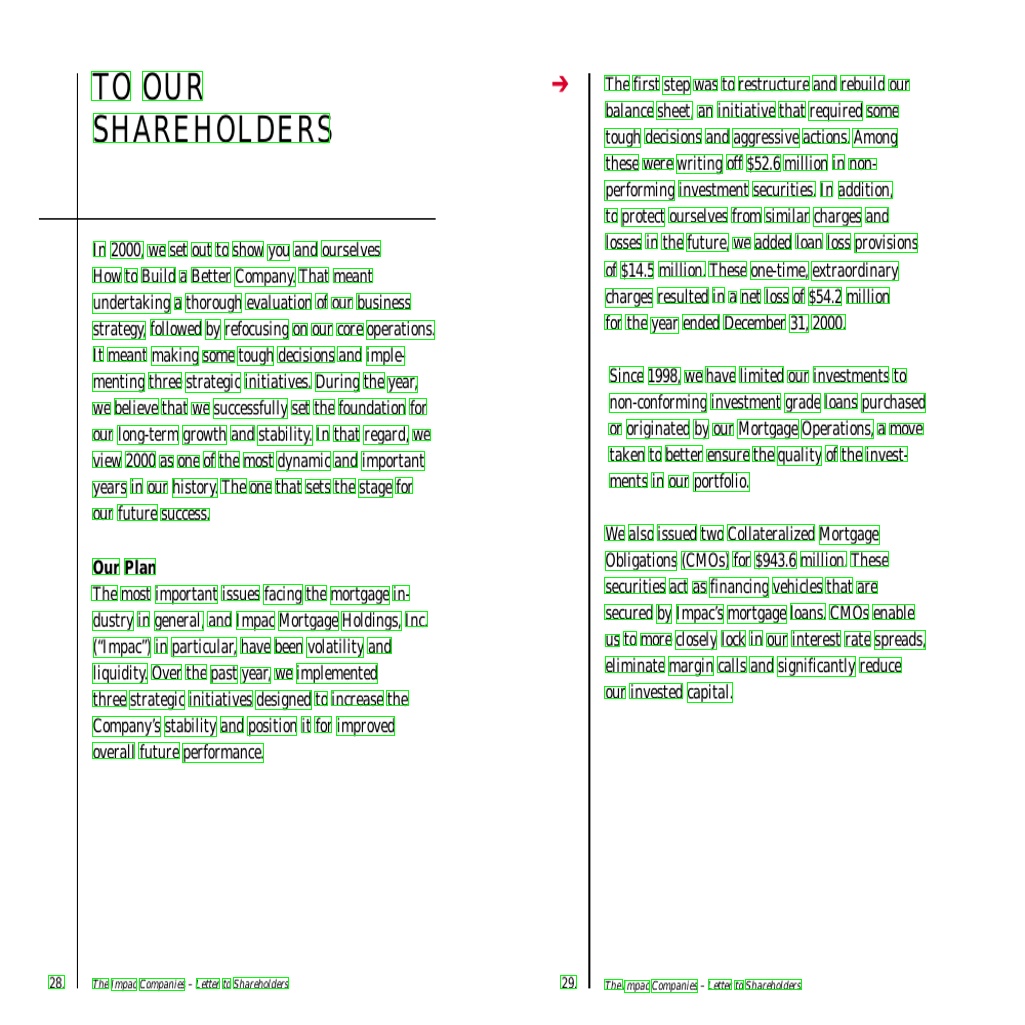 TO OUR
SHAREHOLDERS
In 2000, we set out to show you and ourselves
How to Build a Better Company. That meant
undertaking a thorough evaluation of our business
strategy, followed by refocusing on our core operations.
It meant making some tough decisions and imple-
menting three strategic initiatives. During the year,
we believe that we successfully set the foundation for
our long-term growth and stability. In that regard, we
view 2000 as one of the most dynamic and important
years in our history. The one that sets the stage for
our future success.
Our Plan
The most important issues facing the mortgage in-
dustry in general, and Impac Mortgage Holdings, Inc.
(“Impac”) in particular, have been volatility and
liquidity. Over the past year, we implemented
three strategic initiatives designed to increase the
Company’s stability and position it for improved
overall future performance.
28.
The Impac Companies – Letter to Shareholders
The first step was to restructure and rebuild our
balance sheet, an initiative that required some
tough decisions and aggressive actions. Among
these were writing off $52.6 million in non-
performing investment securities. In addition,
to protect ourselves from similar charges and
losses in the future, we added loan loss provisions
of $14.5 million. These one-time, extraordinary
charges resulted in a net loss of $54.2 million
for the year ended December 31, 2000.
Since 1998, we have limited our investments to
non-conforming investment grade loans purchased
or originated by our Mortgage Operations, a move
taken to better ensure the quality of the invest-
ments in our portfolio.
We also issued two Collateralized Mortgage
Obligations (CMOs) for $943.6 million. These
securities act as financing vehicles that are
secured by Impac’s mortgage loans. CMOs enable
us to more closely lock in our interest rate spreads,
eliminate margin calls and significantly reduce
our invested capital.
29.
The Impac Companies – Letter to Shareholders